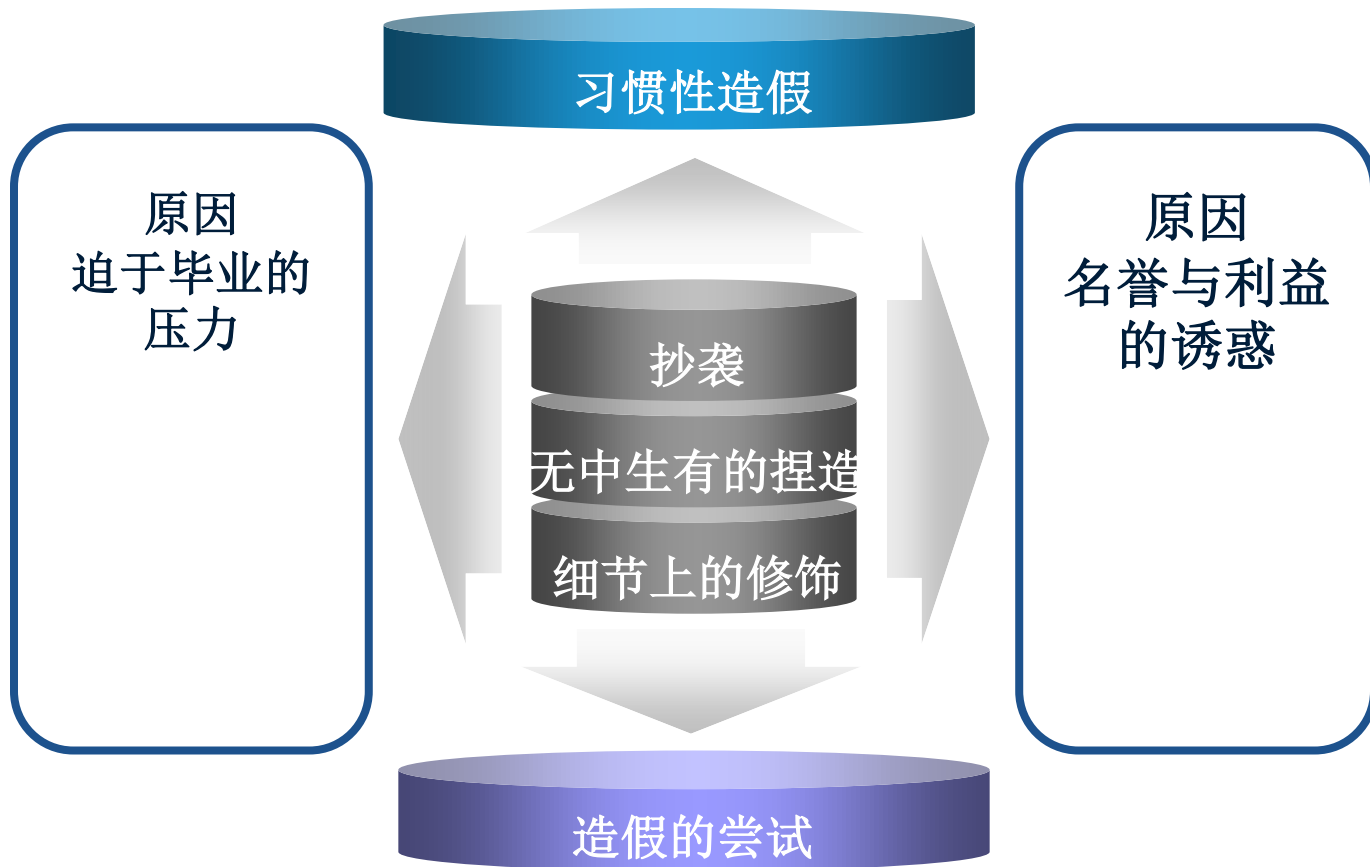 习惯性造假
原因
迫于毕业的
压力
抄袭
无中生有的捏造
细节上的修饰
原因
名誉与利益
的诱惑
造假的尝试